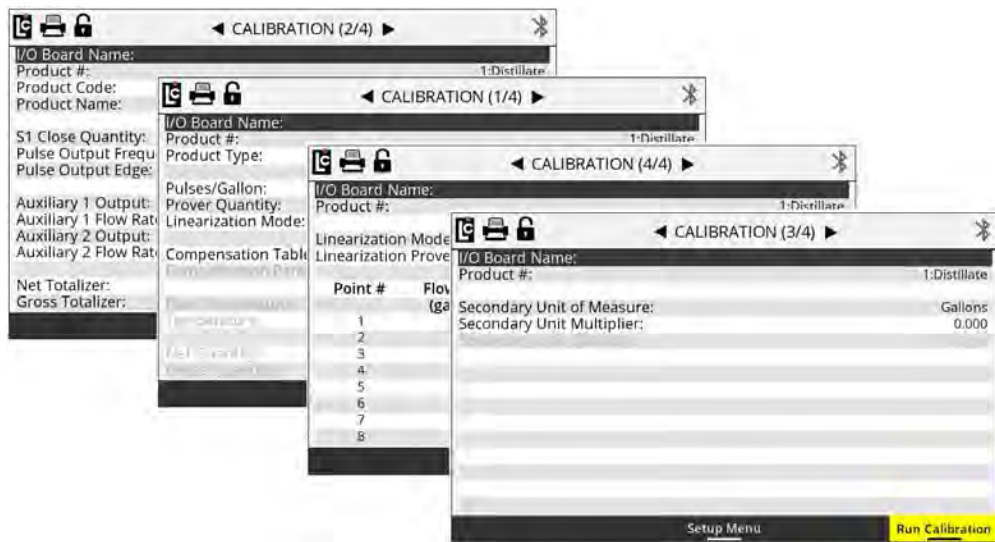 LC
◄ CALIBRATION (2/4) ►
I/O Board Name:
Product #: 1:Distillate
Product Code:
Product Name:
S1 Close Quantity:
Pulse Output Frequ
Pulse Output Edge:
Auxiliary 1 Output:
Auxiliary 1 Flow Rat
Auxiliary 2 Output:
Auxiliary 2 Flow Rat
Net Totalizer:
Gross Totalizer:
LC
◄ CALIBRATION (1/4) ►
I/O Board Name:
Product #: 1:Distillate
Product Type:
Pulses/Gallon:
Prover Quantity:
Linearization Mode:
Compensation Table
LC
◄ CALIBRATION (4/4) ►
I/O Board Name:
Product #: 1:Distillate
Linearization Mode
Linearization Prove
Point # Flov
(ga
1
2
3
4
5
6
7
8
LC
◄ CALIBRATION (3/4) ►
I/O Board Name:
Product #: 1:Distillate
Secondary Unit of Measure: Gallons
Secondary Unit Multiplier: 0.000
Setup Menu Run Calibration